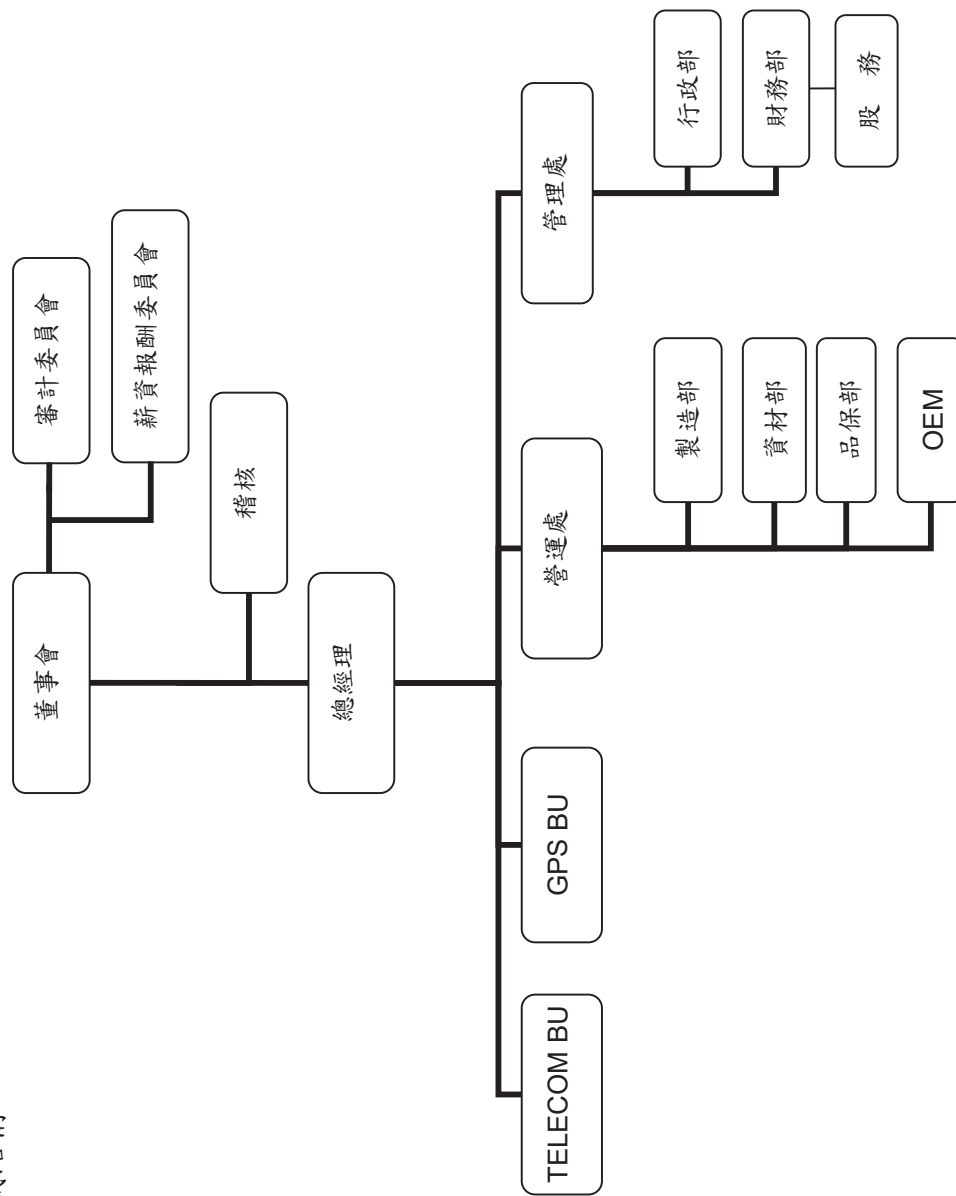 董事會
審計委員會
薪資報酬委員會
稽核
總經理
TELECOM BU
GPS BU
營運處
管理處
製造部
資材部
品保部
OEM
行政部
財務部
股 務